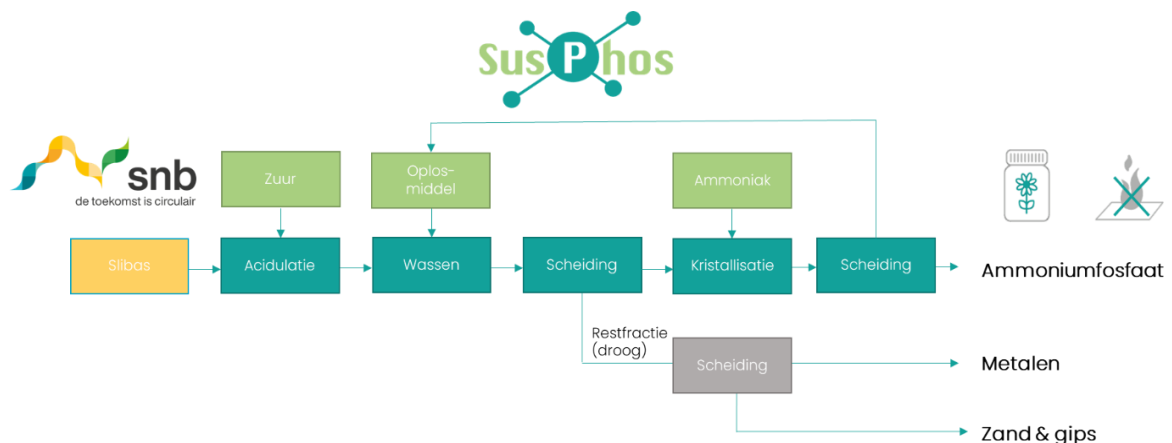 SusPhos
snb
de toekomst is circulair
Zuur
Oplos-
middel
Ammoniak
Slibas
Acidulatie
Wassen
Scheiding
Kristallisatie
Scheiding
Ammoniumfosfaat
Restfractie
(droog)
Scheiding
Metalen
Zand & gips